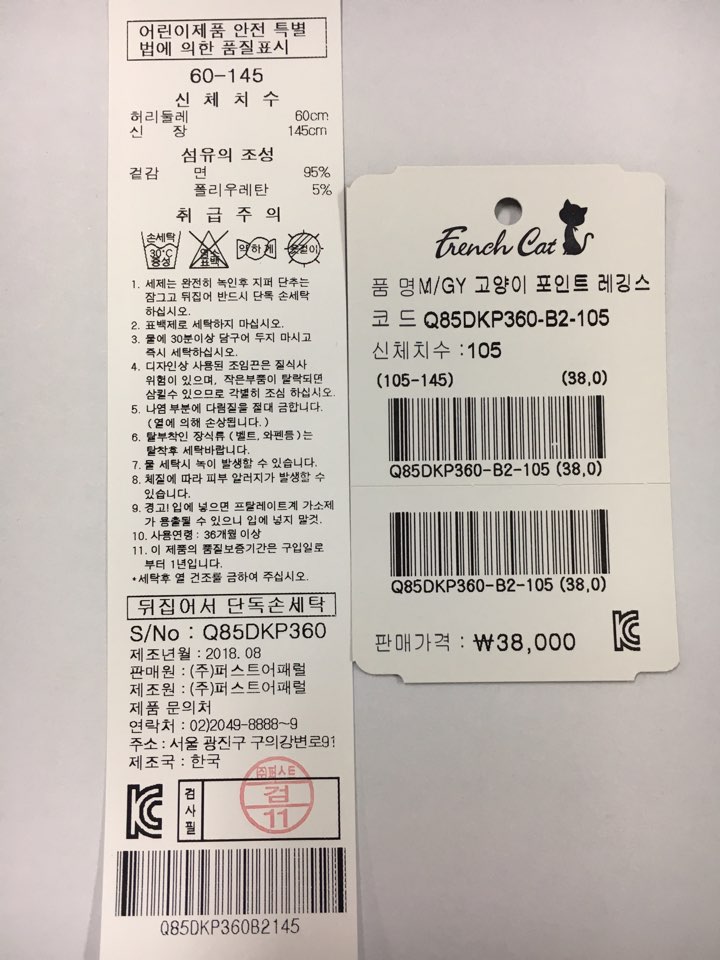 어린이제품 안전 특별
법에 의한 품질표시
60-145
신 체 치 수
허리둘레 60cm
신 장 145cm
섬유의 조성
겉감 면 95%
폴리우레탄 5%
취 급 주 의
손세탁 30℃ 중성 염소 표백 약하게 옷걸이
1. 세제는 완전히 녹인후 지퍼 단추는
잠그고 뒤집어 반드시 단독 손세탁
하십시오.
2. 표백제로 세탁하지 마십시오.
3. 물에 30분이상 담구어 두지 마시고
즉시 세탁하십시오.
4. 디자인상 사용된 조임끈은 질식사
위험이 있으며, 작은부품이 탈락되면
삼킬수 있으므로 각별히 조심 하십시오.
5. 나염 부분에 다림질을 절대 금합니다.
(열에 의해 손상됩니다.)
6. 탈부착인 장식류(벨트, 와펜등)는
탈착후 세탁바랍니다.
7. 물 세탁시 녹이 발생할 수 있습니다.
8. 체질에 따라 피부 알러지가 발생할 수
있습니다.
9. 경고! 입에 넣으면 프탈레이트계 가소제
가 용출될 수 있으니 입에 넣지 말것.
10. 사용연령 : 36개월 이상
11. 이 제품의 품질보증기간은 구입일로
부터 1년입니다.
*세탁후 열 건조를 금하여 주십시오.
뒤집어서 단독손세탁
S/No : Q85DKP360
제조년월 : 2018. 08
판매원 : (주)퍼스트어패럴
제조원 : (주)퍼스트어패럴
제품 문의처
연락처 : 02)2049-8888~9
주소 : 서울 광진구 구의강변로91
제조국 : 한국
KC 검사필 (주)퍼스트 검 11
Q85DKP360B2145
French Cat
품 명M/GY 고양이 포인트 레깅스
코 드 Q85DKP360-B2-105
신체치수 :105
(105-145) (38,0)
Q85DKP360-B2-105 (38,0)
Q85DKP360-B2-105 (38,0)
판매가격 : ₩38,000 KC